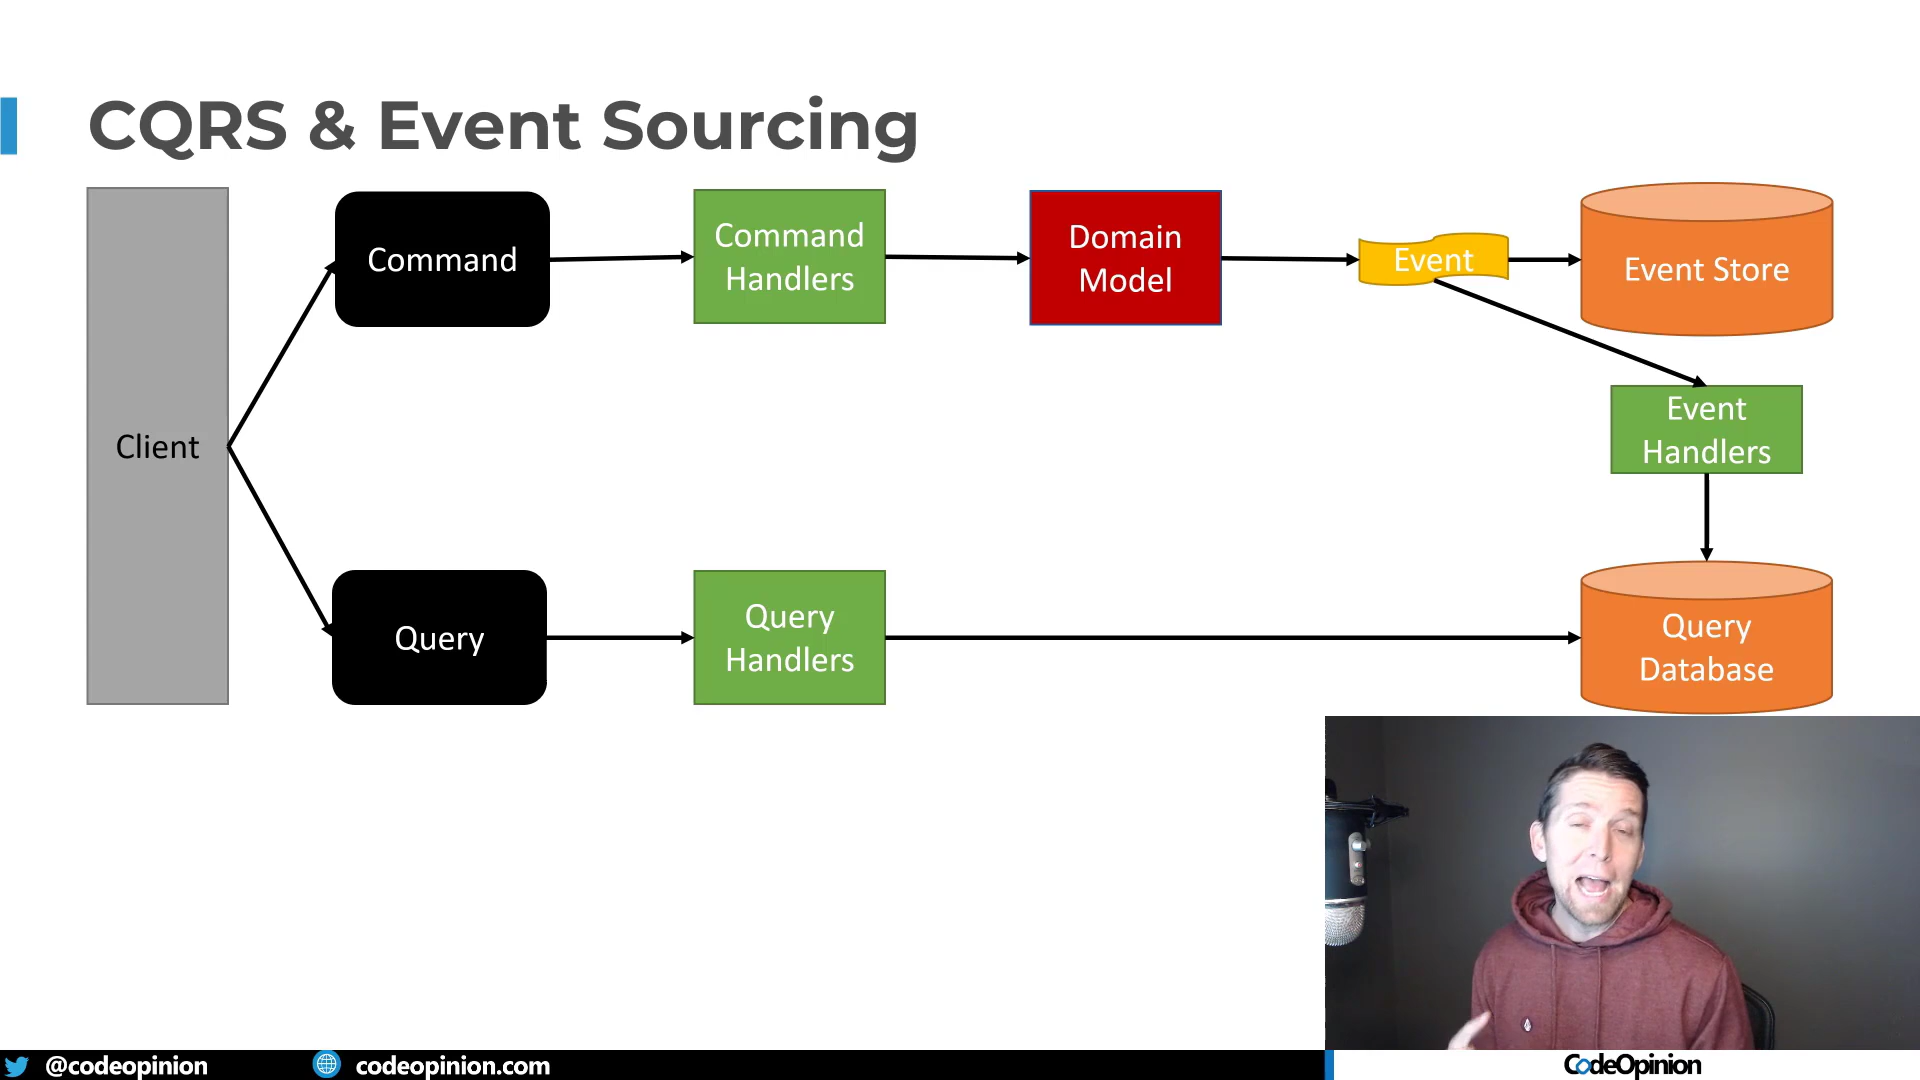 CQRS & Event Sourcing
Client
Command
Command
Handlers
Domain
Model
Event
Event Store
Event
Handlers
Query
Query
Handlers
Query
Database
@codeopinion
codeopinion.com
CodeOpinion